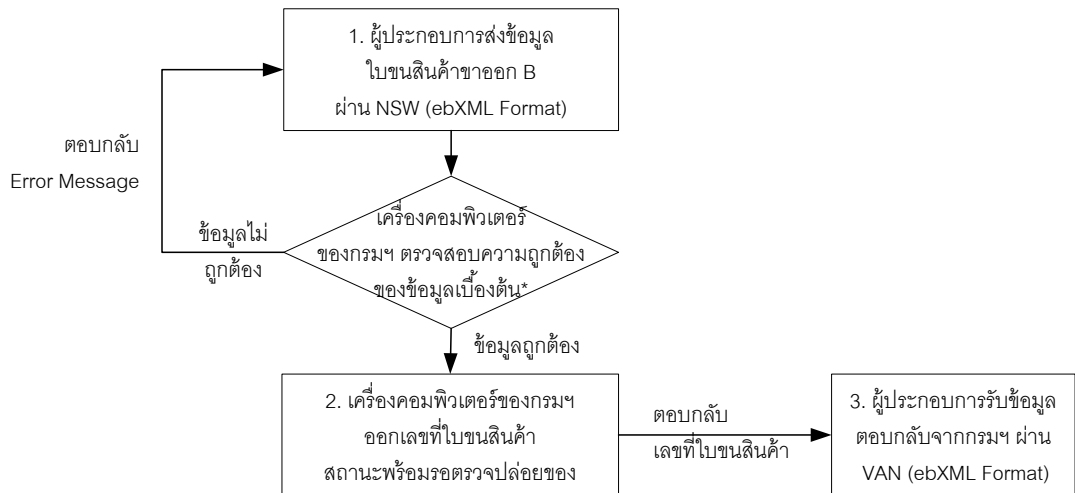 1. ผู้ประกอบการส่งข้อมูล
ใบขนสินค้าขาออก B
ผ่าน NSW (ebXML Format)
ตอบกลับ
Error Message
ข้อมูลไม่
ถูกต้อง
เครื่องคอมพิวเตอร์
ของกรมฯ ตรวจสอบความถูกต้อง
ของข้อมูลเบื้องต้น*
ข้อมูลถูกต้อง
2. เครื่องคอมพิวเตอร์ของกรมฯ
ออกเลขที่ใบขนสินค้า
สถานะพร้อมรอตรวจปล่อยของ
ตอบกลับ
เลขที่ใบขนสินค้า
3. ผู้ประกอบการรับข้อมูล
ตอบกลับจากกรมฯ ผ่าน
VAN (ebXML Format)